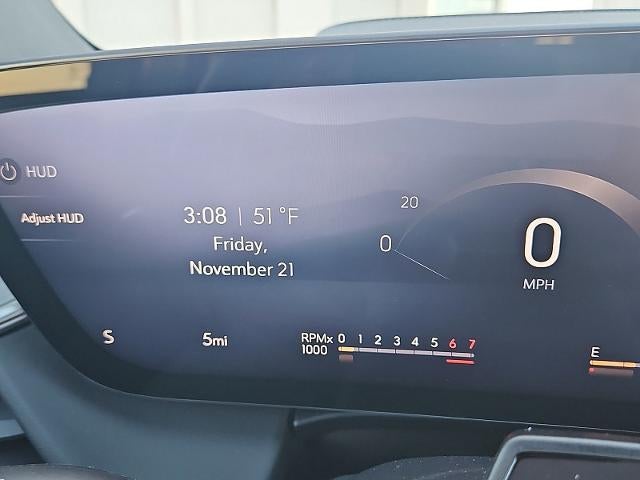 HUD
Adjust HUD
3:08 | 51°F
Friday,
November 21
20
0
0
MPH
S
5mi
RPMx
1000
0 1 2 3 4 5 6 7
E